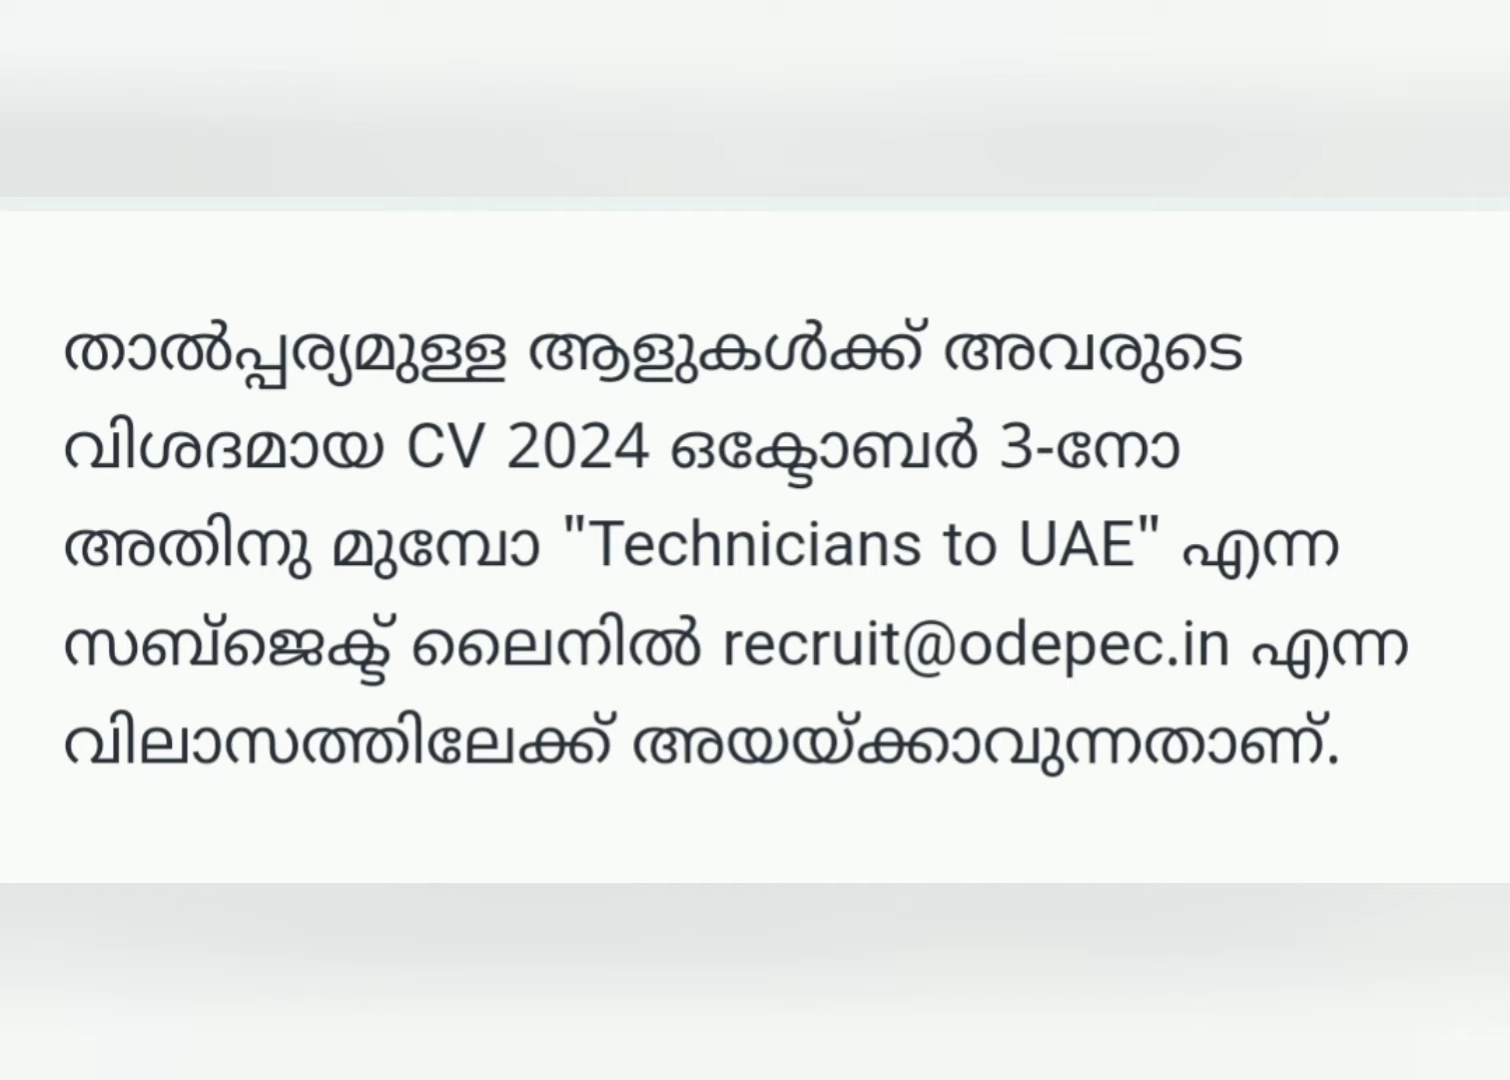 താൽപ്പര്യമുള്ള ആളുകൾക്ക് അവരുടെ
വിശദമായ CV 2024 ഒക്ടോബർ 3-നോ
അതിനു മുമ്പോ "Technicians to UAE" എന്ന
സബ്ജെക്ട് ലൈനിൽ recruit@odepec.in എന്ന
വിലാസത്തിലേക്ക് അയയ്ക്കാവുന്നതാണ്.